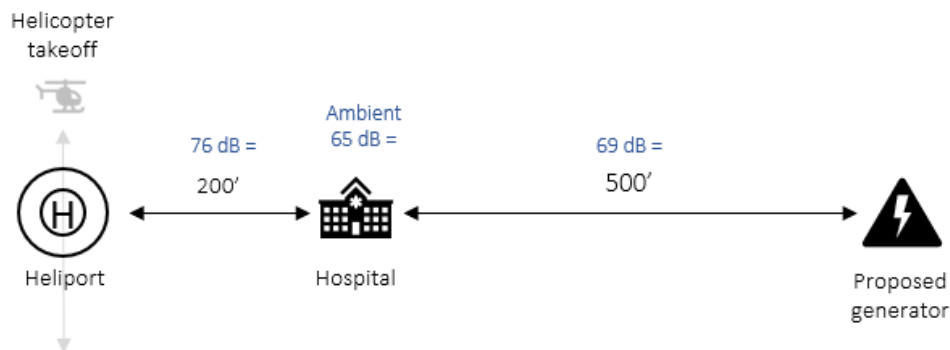 Helicopter
takeoff
Ambient
65 dB =
76 dB =
200’
69 dB =
500’
H
Heliport
Hospital
Proposed
generator